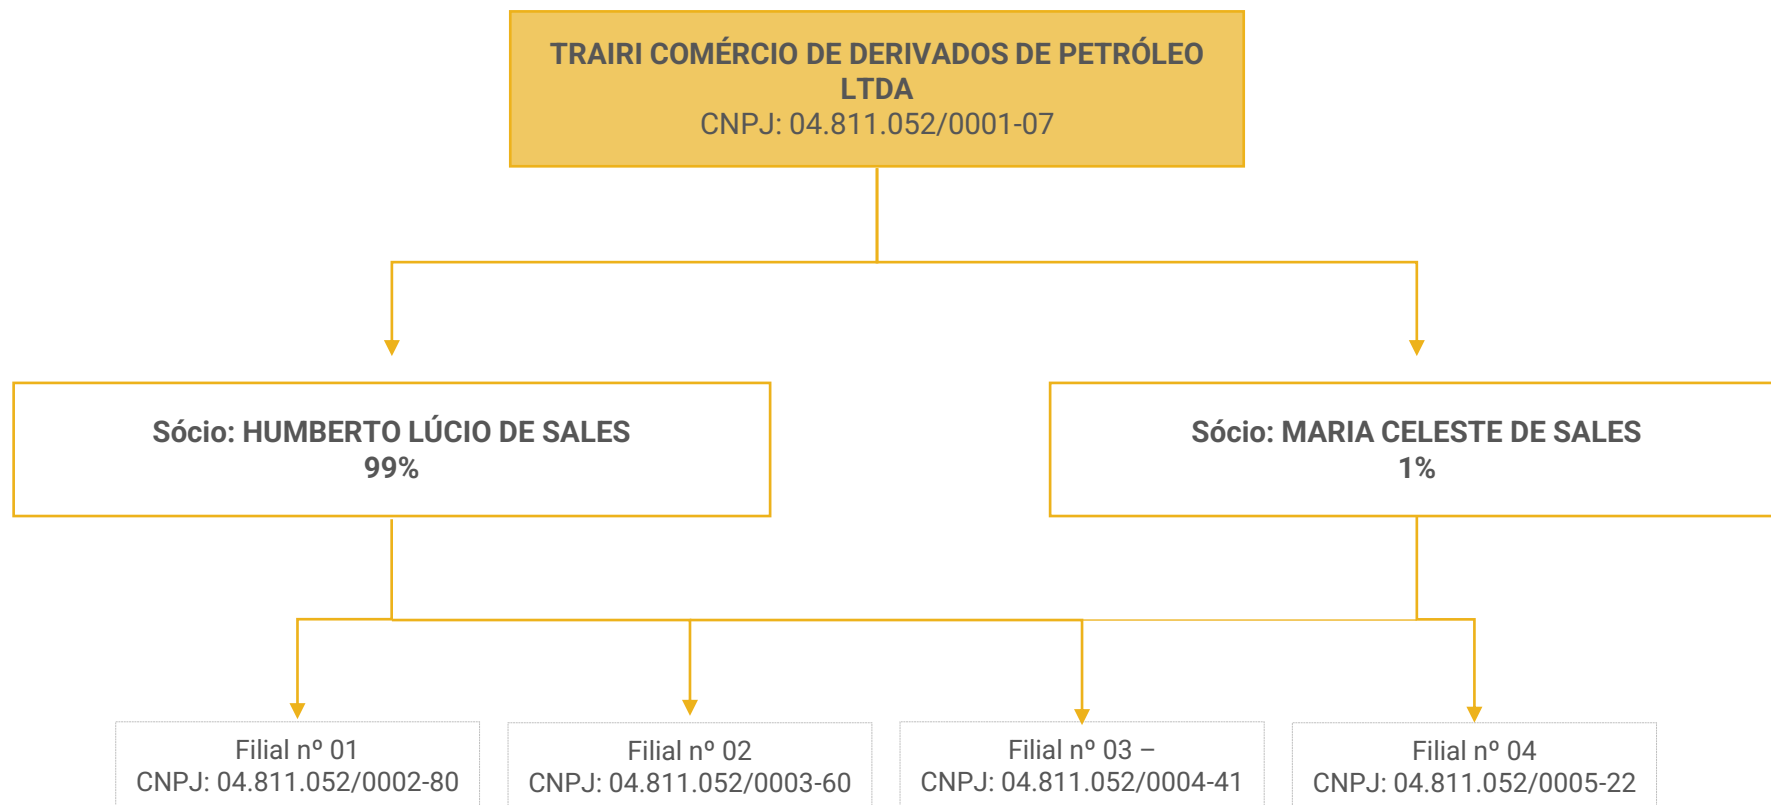 TRAIRI COMÉRCIO DE DERIVADOS DE PETRÓLEO
LTDA
CNPJ: 04.811.052/0001-07
Sócio: HUMBERTO LÚCIO DE SALES
99%
Sócio: MARIA CELESTE DE SALES
1%
Filial nº 01
CNPJ: 04.811.052/0002-80
Filial nº 02
CNPJ: 04.811.052/0003-60
Filial nº 03 –
CNPJ: 04.811.052/0004-41
Filial nº 04
CNPJ: 04.811.052/0005-22